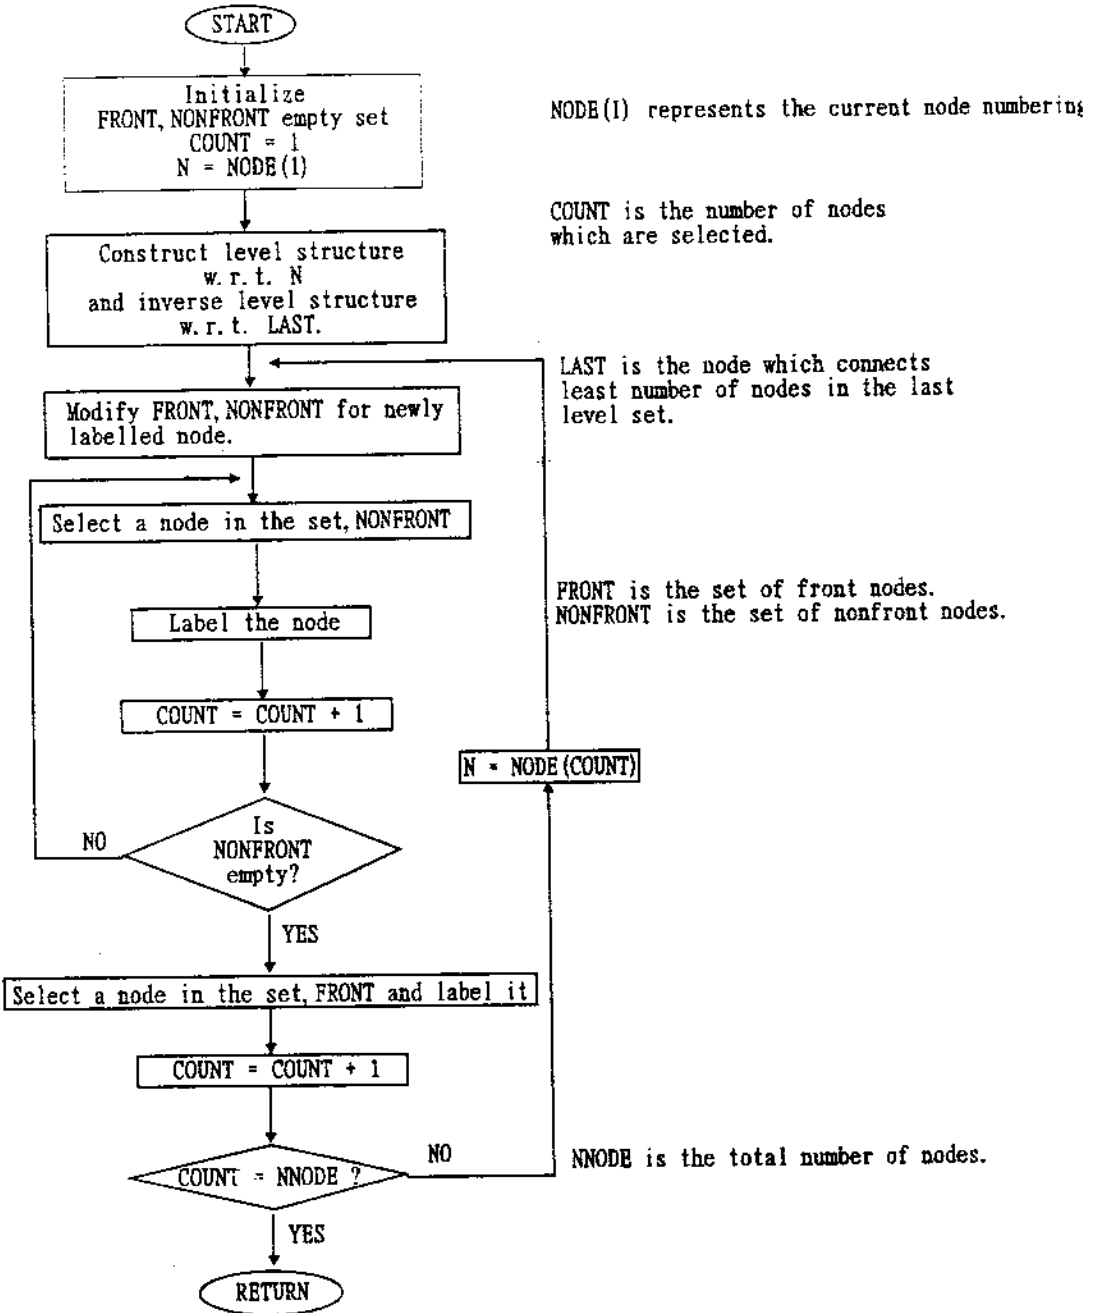 START
Initialize
FRONT, NONFRONT empty set
COUNT = 1
N = NODE(1)
NODE(I) represents the current node numbering
COUNT is the number of nodes
which are selected.
Construct level structure
w.r.t. N
and inverse level structure
w.r.t. LAST.
LAST is the node which connects
least number of nodes in the last
level set.
Modify FRONT, NONFRONT for newly
labelled node.
Select a node in the set, NONFRONT
FRONT is the set of front nodes.
NONFRONT is the set of nonfront nodes.
Label the node
COUNT = COUNT + 1
N = NODE(COUNT)
Is
NONFRONT
empty?
NO
YES
Select a node in the set, FRONT and label it
COUNT = COUNT + 1
COUNT = NNODE ?
NO
NNODE is the total number of nodes.
YES
RETURN